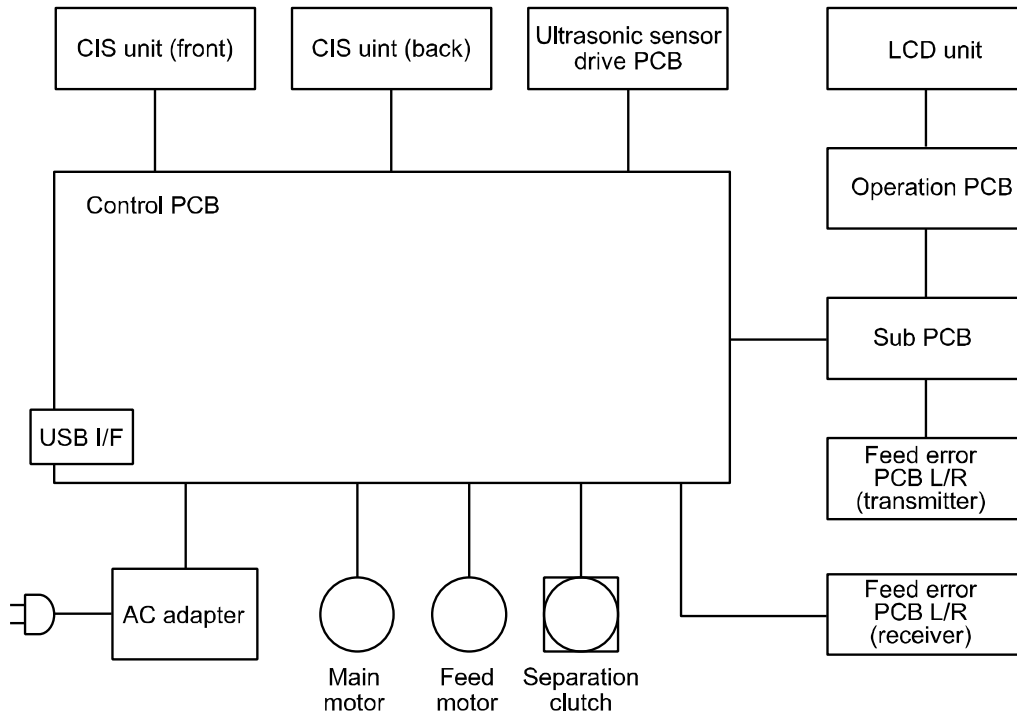 CIS unit (front)
CIS uint (back)
Ultrasonic sensor
drive PCB
LCD unit
Control PCB
Operation PCB
Sub PCB
USB I/F
Feed error
PCB L/R
(transmitter)
AC adapter
Feed error
PCB L/R
(receiver)
Main
motor
Feed
motor
Separation
clutch